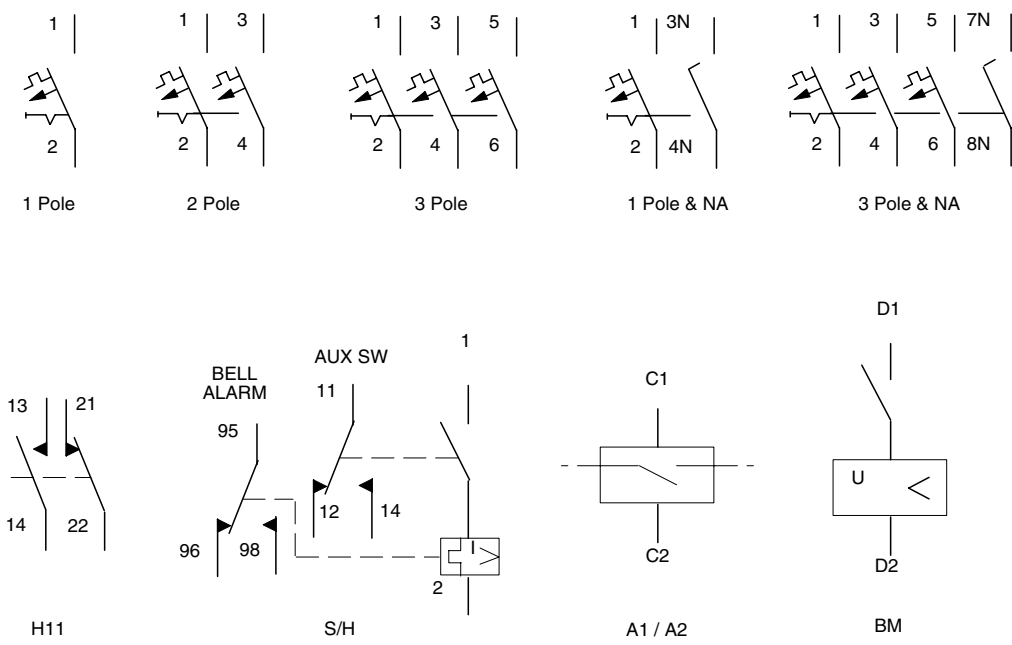 1
2
1 Pole
1 3
2 4
2 Pole
1 3 5
2 4 6
3 Pole
1 3N
2 4N
1 Pole & NA
1 3 5 7N
2 4 6 8N
3 Pole & NA
13 21
14 22
H11
BELL
ALARM
95
96 98
AUX SW
11
12 14
1
I >
2
S/H
C1
C2
A1 / A2
D1
U <
D2
BM